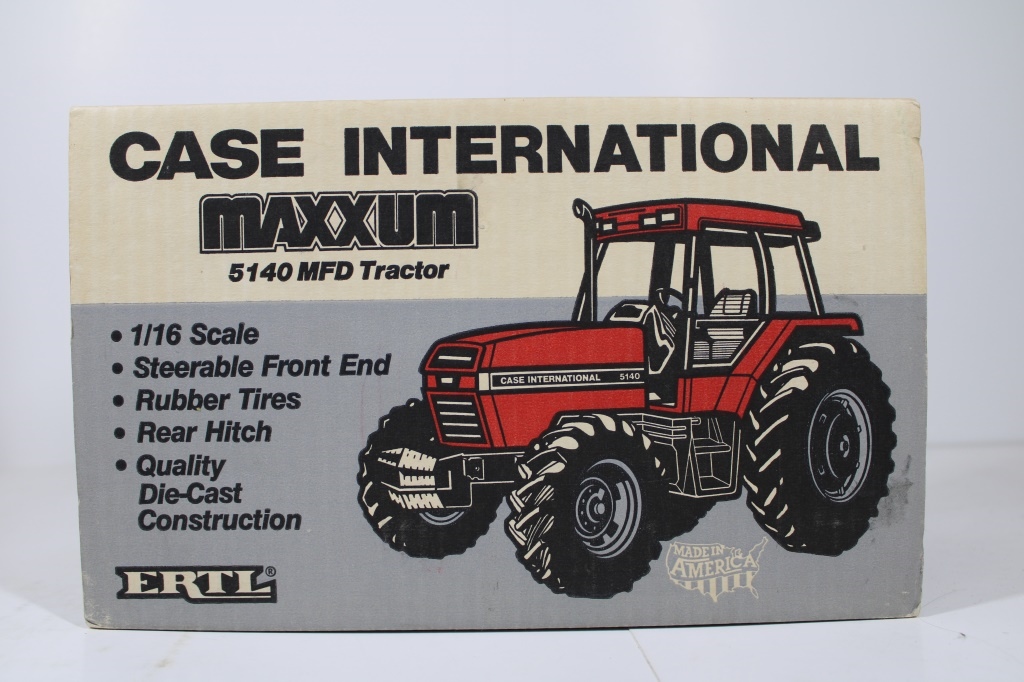 CASE INTERNATIONAL
MAXXUM
5140 MFD Tractor
• 1/16 Scale
• Steerable Front End
• Rubber Tires
• Rear Hitch
• Quality
Die-Cast
Construction
CASE INTERNATIONAL 5140
ERTL®
MADE IN
AMERICA